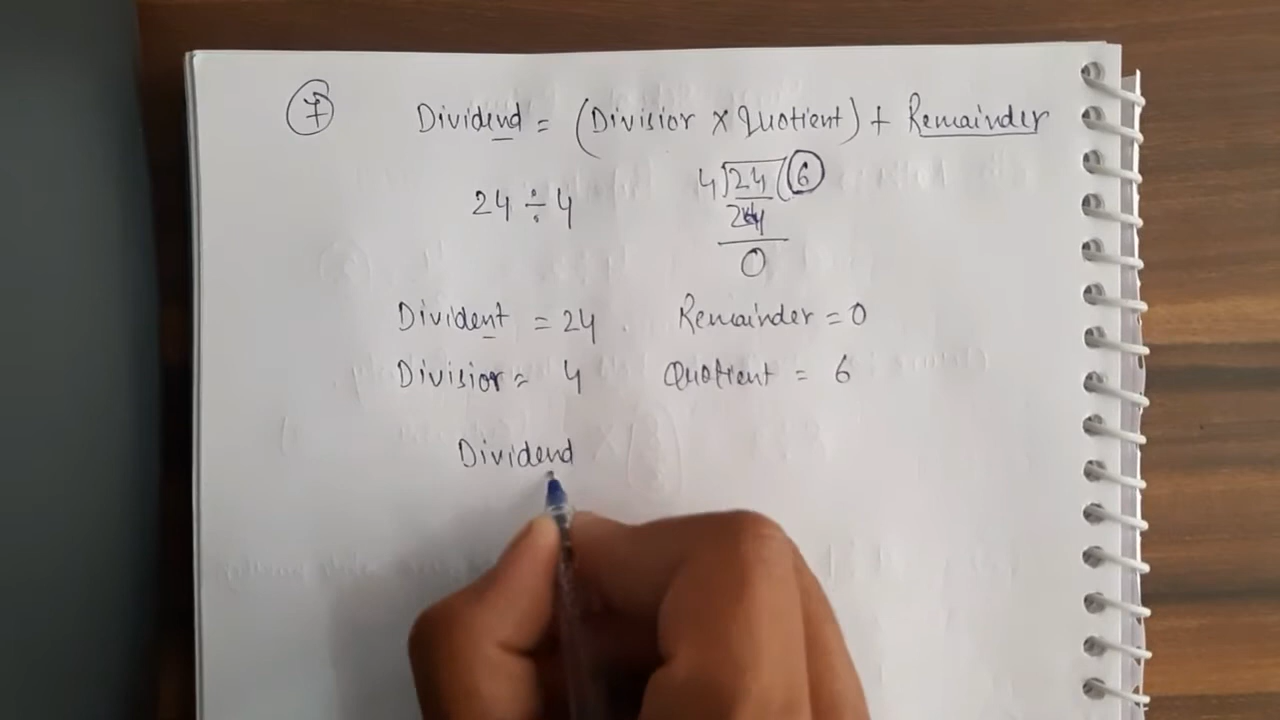 7 Dividend = (Divisior × Quotient) + Remainder
24 ÷ 4 4)24(6
24
0
Divident = 24 Remainder = 0
Divisior = 4 Quotient = 6
Dividend